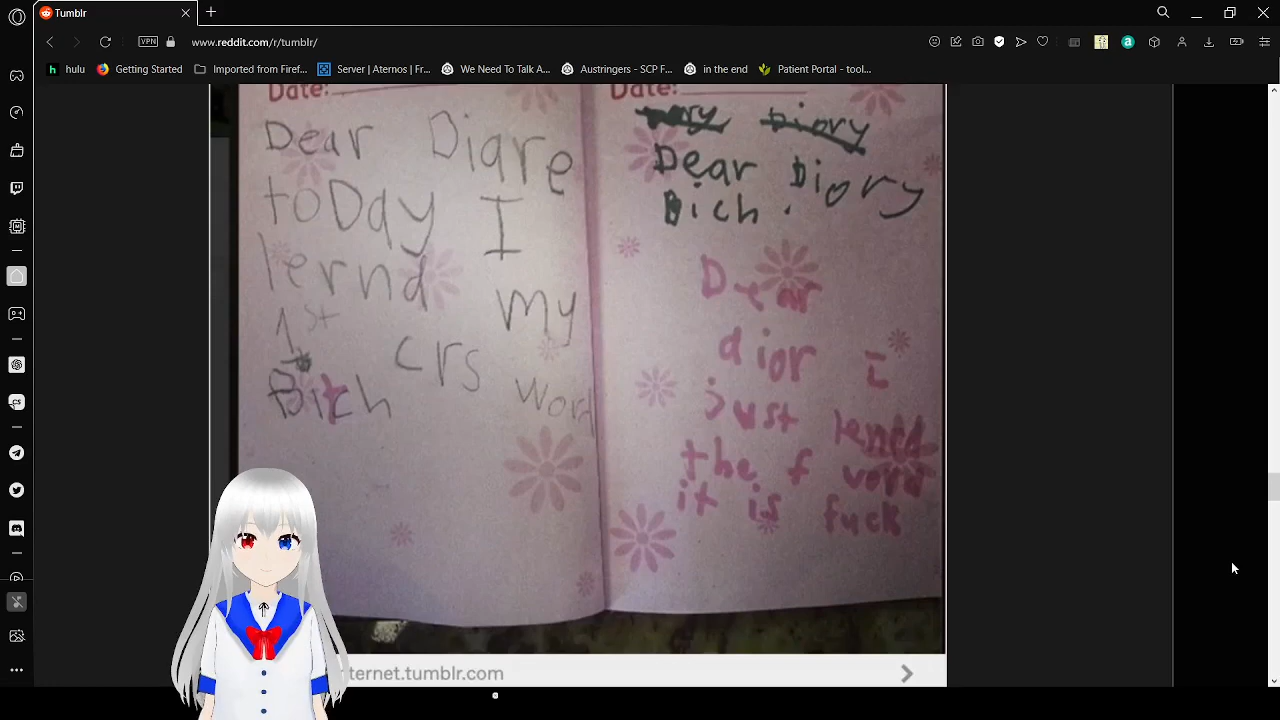 Tumblr
VPN
www.reddit.com/r/tumblr/
hulu
Getting Started
Imported from Firef...
Server | Aternos | Fr...
We Need To Talk A...
Austringers - SCP F...
in the end
Patient Portal - tool...
Date:
Dear Diare
toDay I
lernd my
1st crs word
Bitch
Date:
Diory
Dear Diory
Bich.
Dear
dior I
just lernd
the f word
it is fuck
ternet.tumblr.com